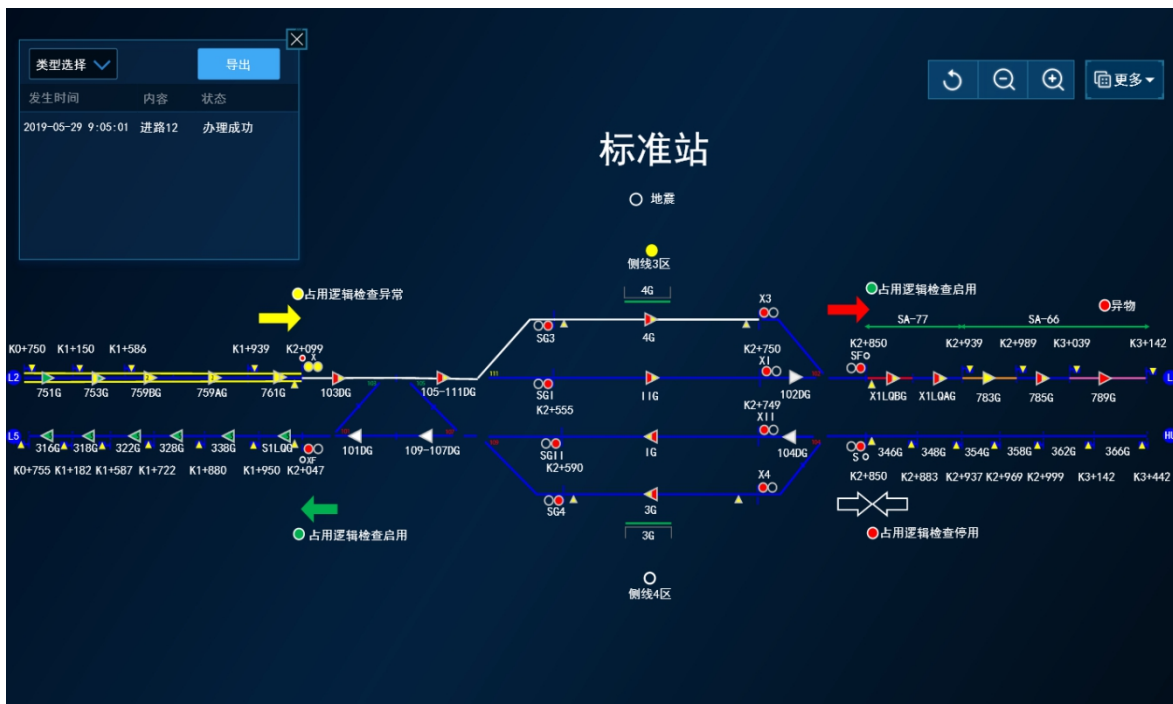 类型选择 导出
发生时间 内容 状态
2019-05-29 9:05:01 进路12 办理成功
更多
标准站
地震
侧线3区
占用逻辑检查异常
4G
X3
占用逻辑检查启用
异物
SA-77 SA-66
SG3
4G
K0+750 K1+150 K1+586 K1+939 K2+099
X
K2+750
XI
K2+850 K2+939 K2+989 K3+039 K3+142
SF
L2
111
751G 753G 759BG 759AG 761G 103DG 105-111DG
SGI
IIG
102DG
X1LQBG X1LQAG 783G 785G 789G
K2+555
K2+749
XII
L5
316G 318G 322G 328G 338G S1LQG
XF
101DG 109-107DG
SGII
IG
104DG
S
346G 348G 354G 358G 362G 366G
K2+590
K0+755 K1+182 K1+587 K1+722 K1+880 K1+950 K2+047
X4
K2+850 K2+883 K2+937 K2+969 K2+999 K3+142 K3+442
SG4
3G
占用逻辑检查启用
3G
占用逻辑检查停用
侧线4区